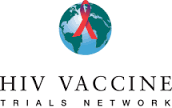 HIV VACCINE
TRIALS NETWORK